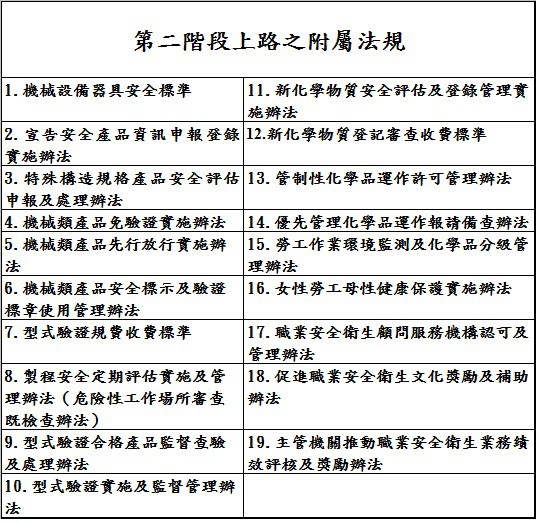 第二階段上路之附屬法規
1. 機械設備器具安全標準
11. 新化學物質安全評估及登錄管理實
施辦法
2. 宣告安全產品資訊申報登錄
實施辦法
12.新化學物質登記審查收費標準
3. 特殊構造規格產品安全評估
申報及處理辦法
13. 管制性化學品運作許可管理辦法
4. 機械類產品免驗證實施辦法
14. 優先管理化學品運作報請備查辦法
5. 機械類產品先行放行實施辦
法
15. 勞工作業環境監測及化學品分級管
理辦法
6. 機械類產品安全標示及驗證
標章使用管理辦法
16. 女性勞工母性健康保護實施辦法
7. 型式驗證規費收費標準
17. 職業安全衛生顧問服務機構認可及
管理辦法
8. 製程安全定期評估實施及管
理辦法（危險性工作場所審查
既檢查辦法）
18. 促進職業安全衛生文化獎勵及補助
辦法
9. 型式驗證合格產品監督查驗
及處理辦法
19. 主管機關推動職業安全衛生業務績
效評核及獎勵辦法
10. 型式驗證實施及監督管理辦
法